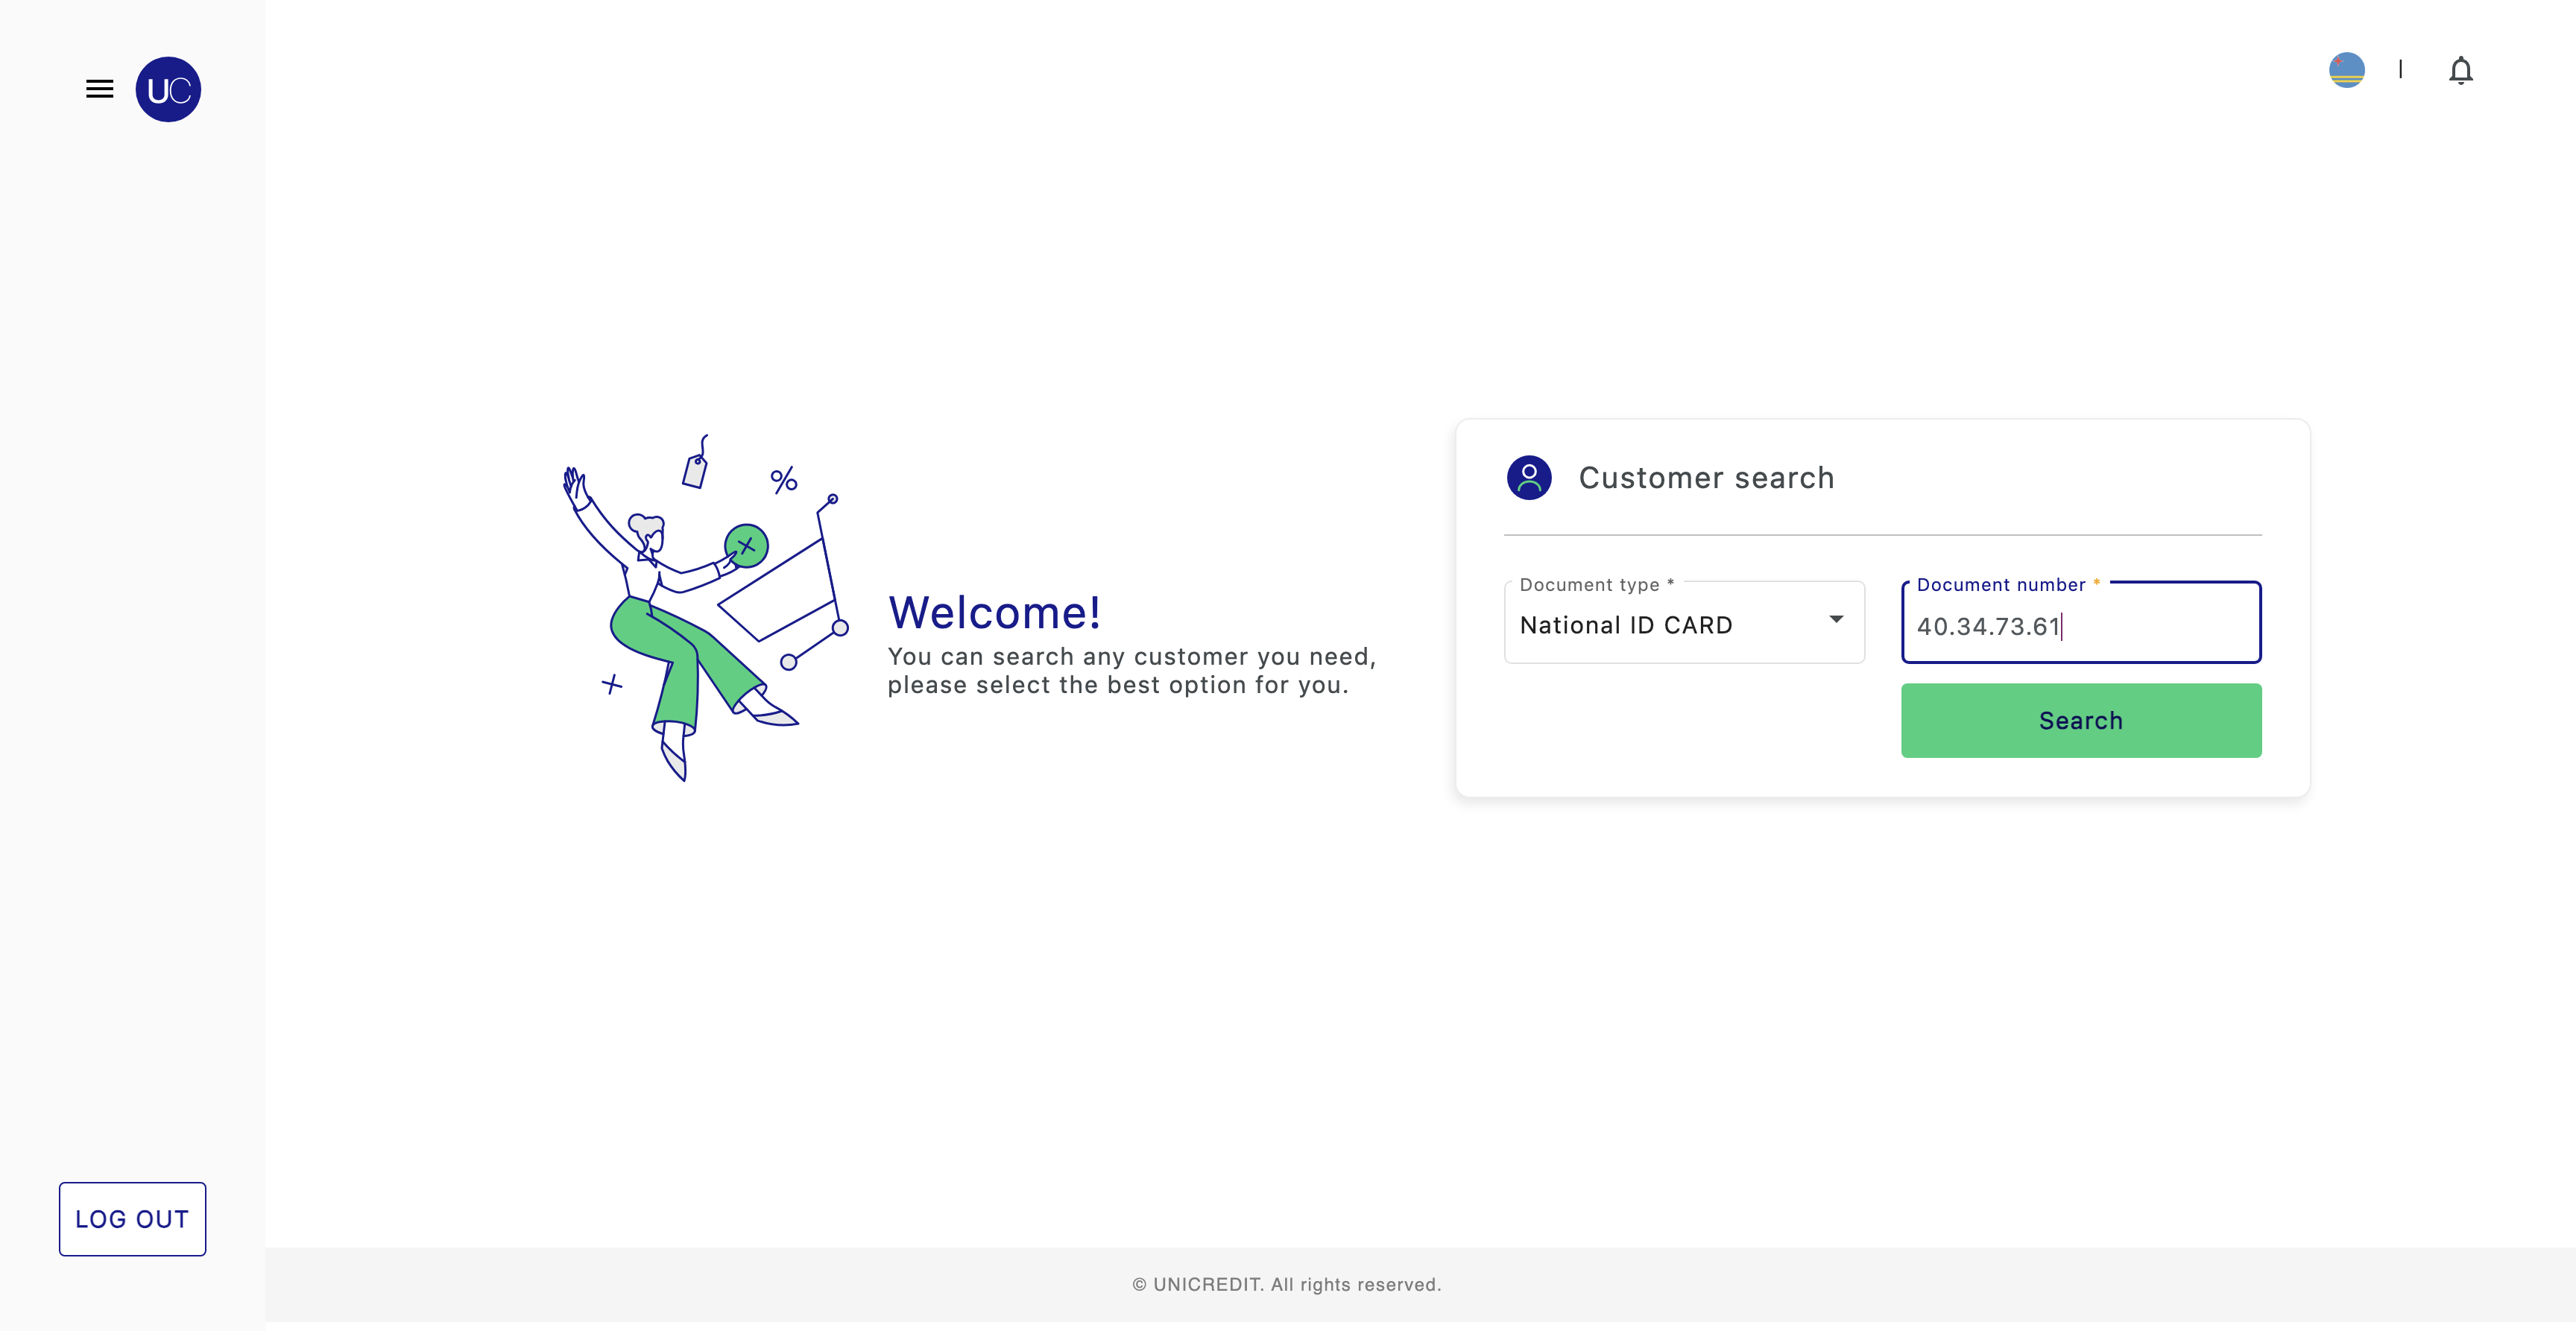 UC
Welcome!
You can search any customer you need,
please select the best option for you.
%
Customer search
Document type *
National ID CARD
Document number *
40.34.73.61
Search
LOG OUT
© UNICREDIT. All rights reserved.